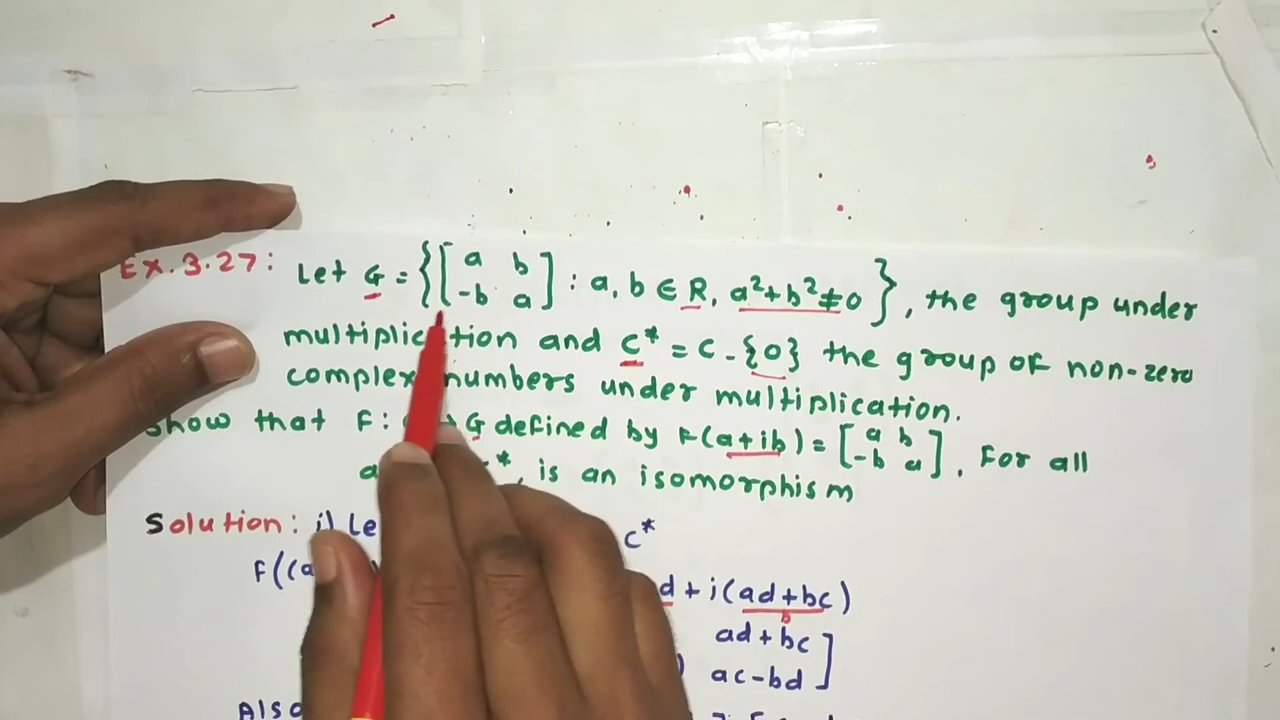 Ex.3.27: Let G = {[a b -b a] : a, b ∈ R, a²+b²≠0}, the group under
multiplication and C* = C - {0} the group of non-zero
complex numbers under multiplication.
Show that F: G defined by F(a+ib) = [a b -b a], For all
a *, is an isomorphism
Solution: i) Le C*
F((a d + i(ad+bc)
b
ad+bc
ac-bd]
Also